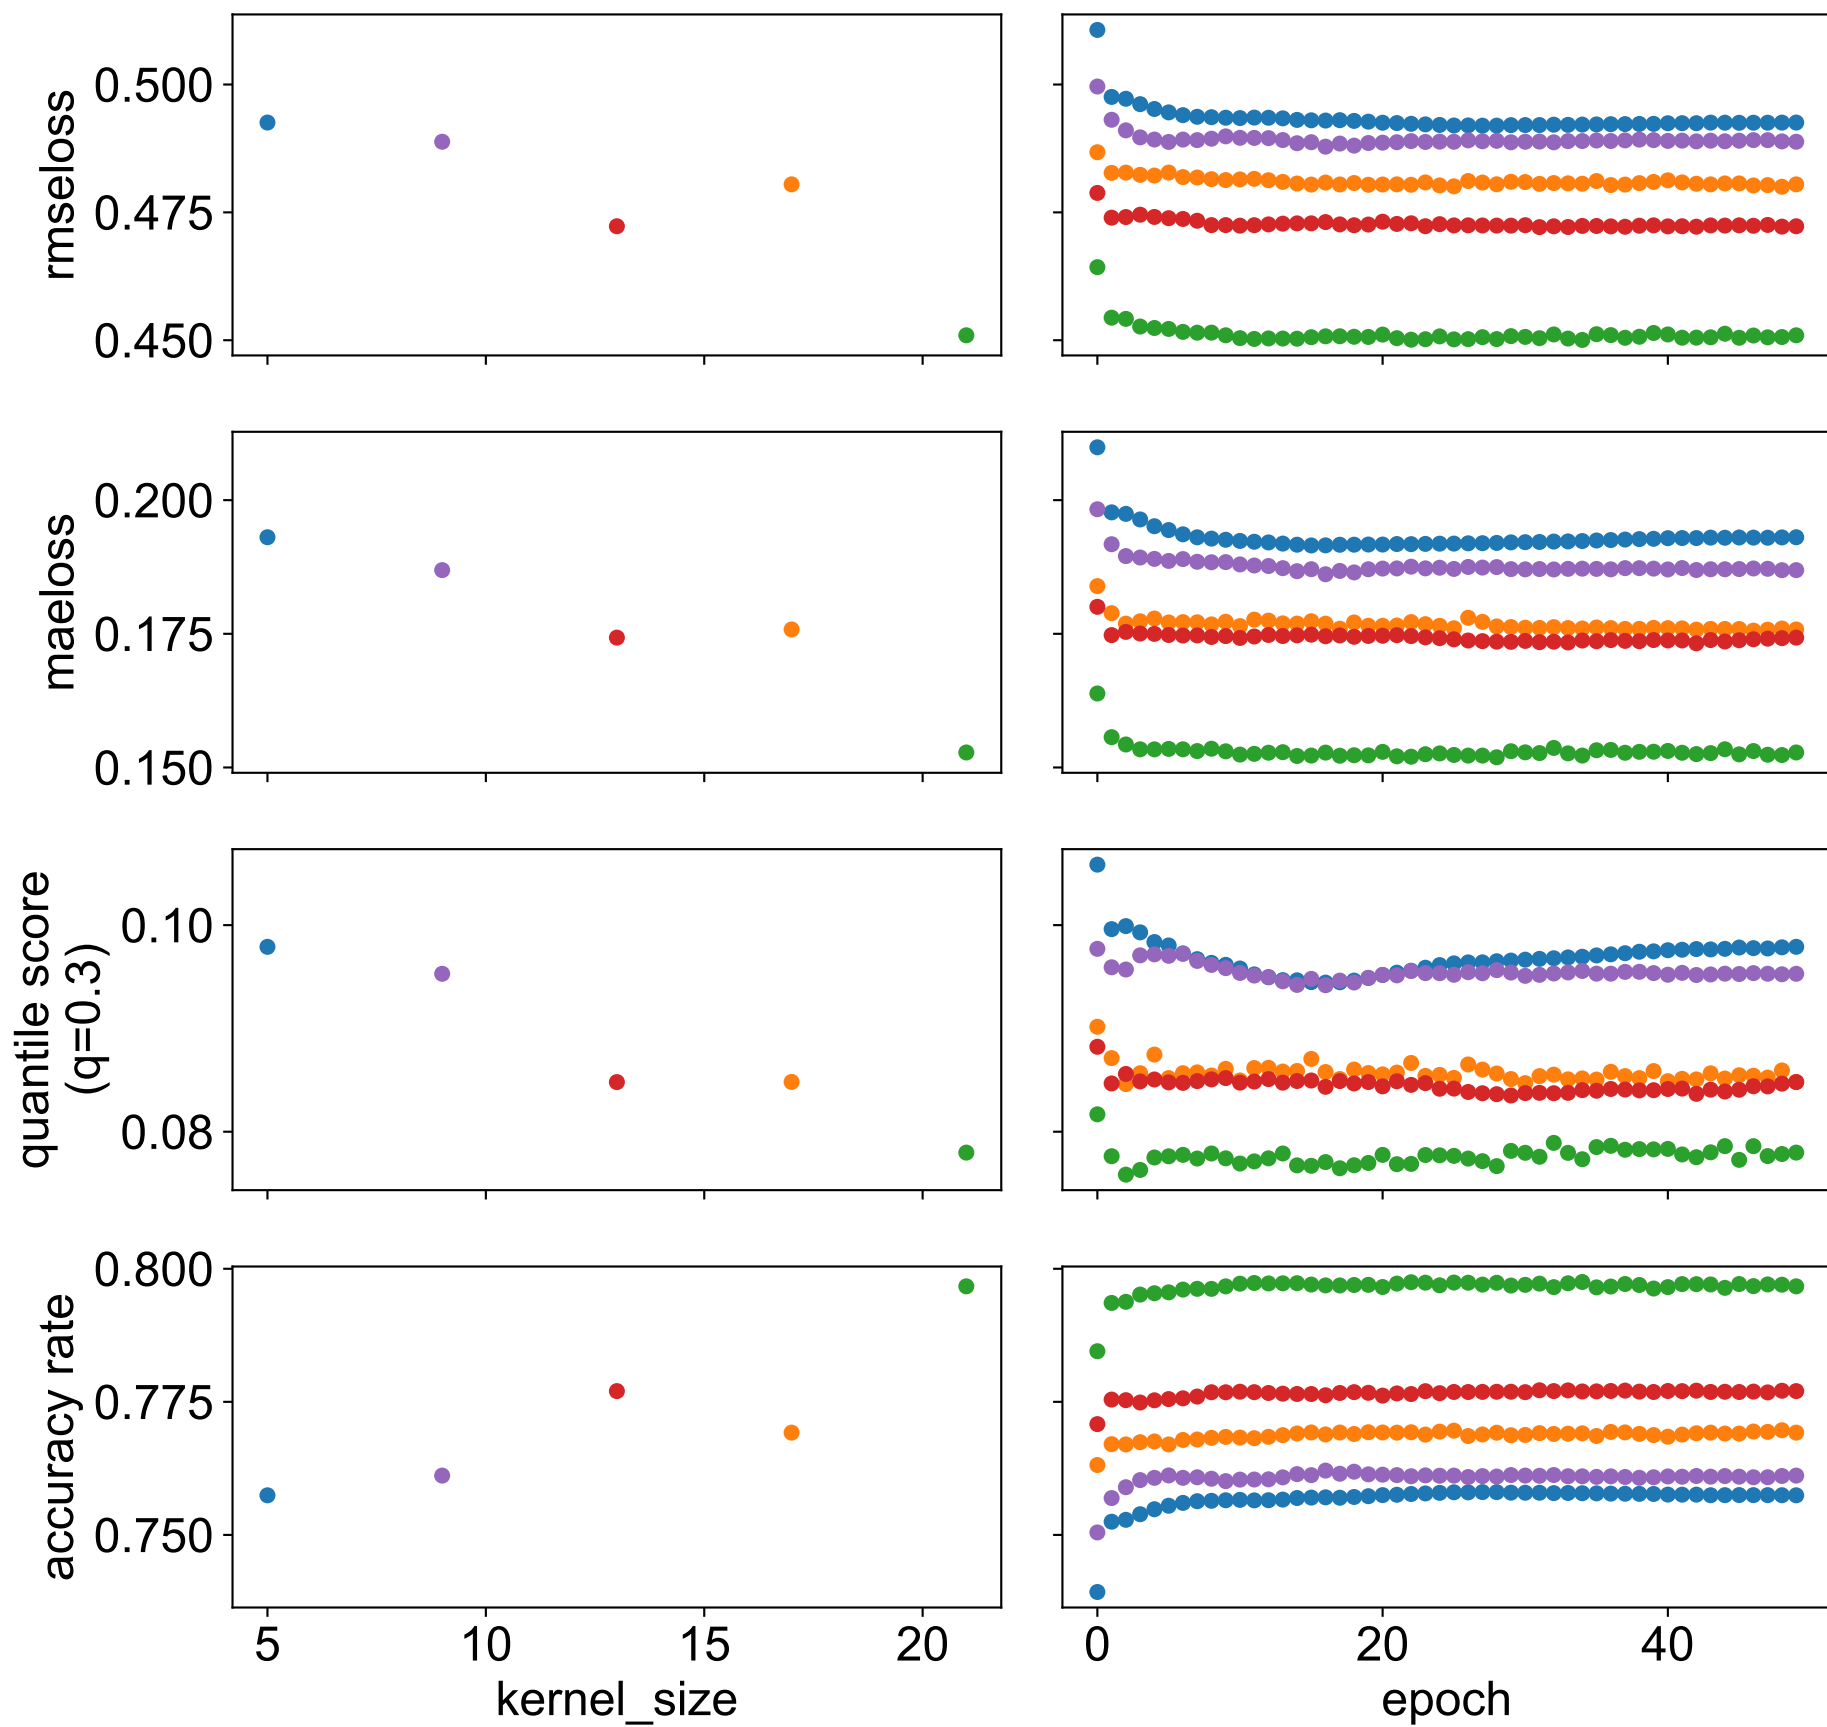 0.500
0.475
0.450
rmseloss
0.200
0.175
0.150
maeloss
0.10
0.08
quantile score
(q=0.3)
0.800
0.775
0.750
accuracy rate
5 10 15 20
kernel_size
0 20 40
epoch